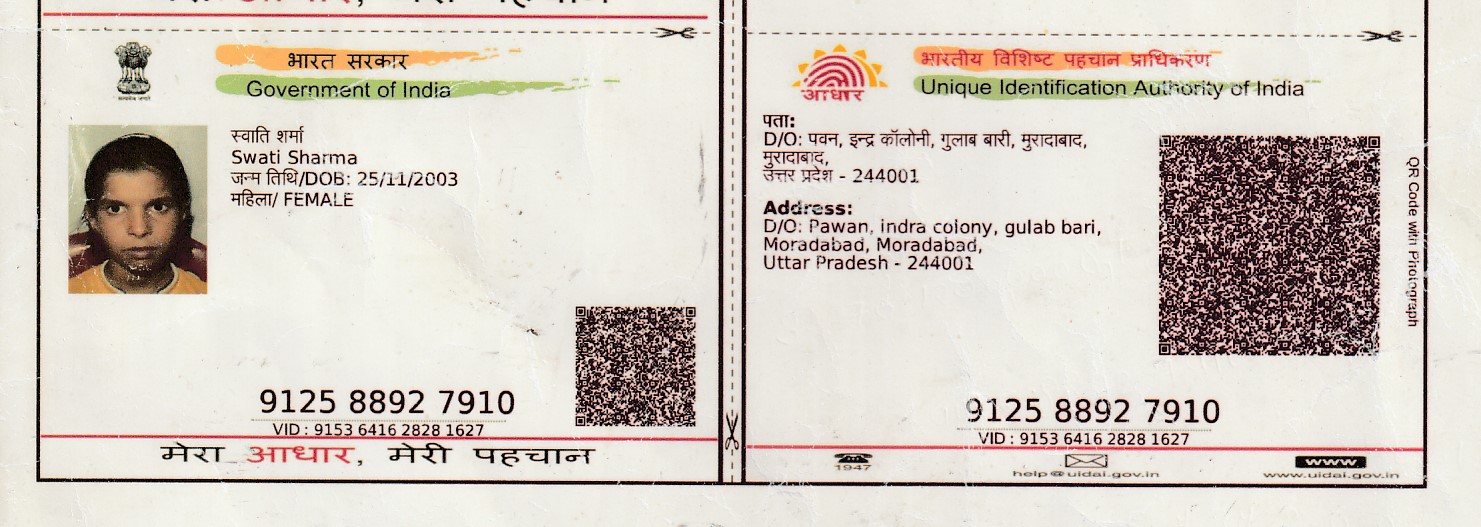 भारत सरकार
Government of India
स्वाति शर्मा
Swati Sharma
जन्म तिथि/DOB: 25/11/2003
महिला/ FEMALE
9125 8892 7910
VID : 9153 6416 2828 1627
मेरा आधार, मेरी पहचान
आधार
भारतीय विशिष्ट पहचान प्राधिकरण
Unique Identification Authority of India
पता:
D/O: पवन, इन्द्र कॉलोनी, गुलाब बारी, मुरादाबाद,
मुरादाबाद,
उत्तर प्रदेश - 244001
Address:
D/O: Pawan, indra colony, gulab bari,
Moradabad, Moradabad,
Uttar Pradesh - 244001
QR Code with Photograph
9125 8892 7910
VID : 9153 6416 2828 1627
1947
help@uidai.gov.in
www
www.uidai.gov.in